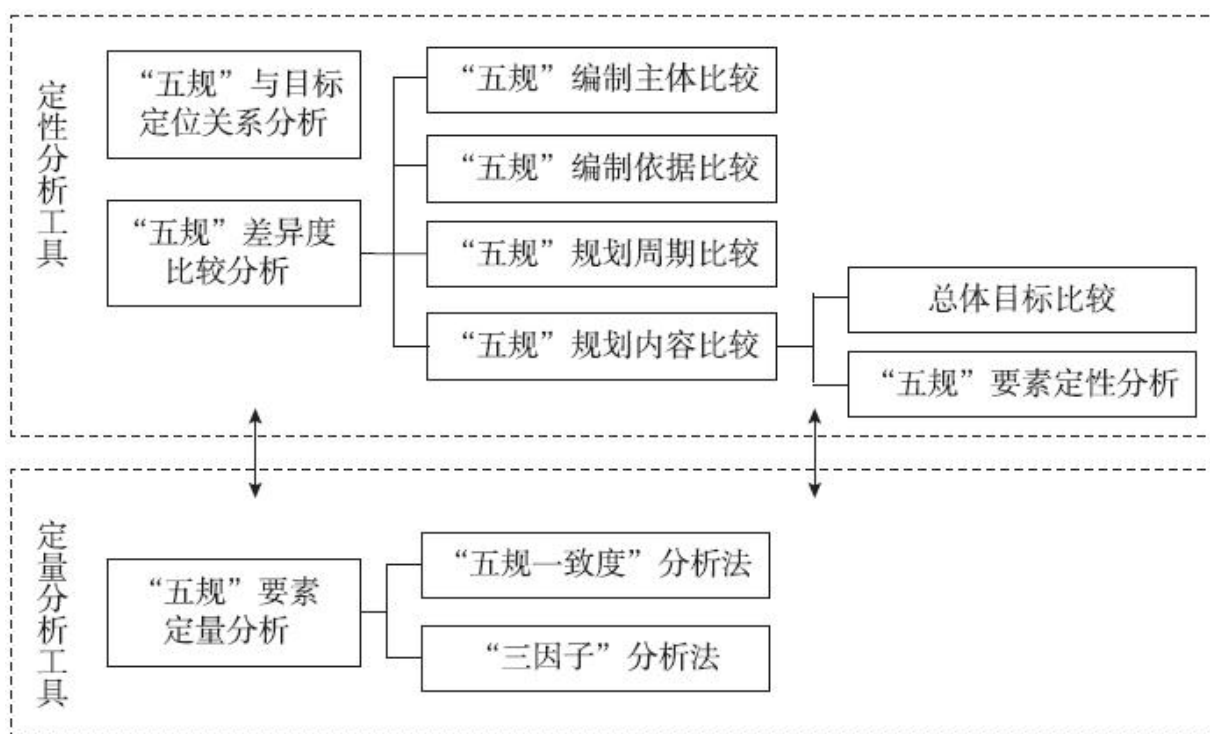 定性分析工具
“五规”与目标
定位关系分析
“五规”差异度
比较分析
“五规”编制主体比较
“五规”编制依据比较
“五规”规划周期比较
“五规”规划内容比较
总体目标比较
“五规”要素定性分析
定量分析工具
“五规”要素
定量分析
“五规一致度”分析法
“三因子”分析法